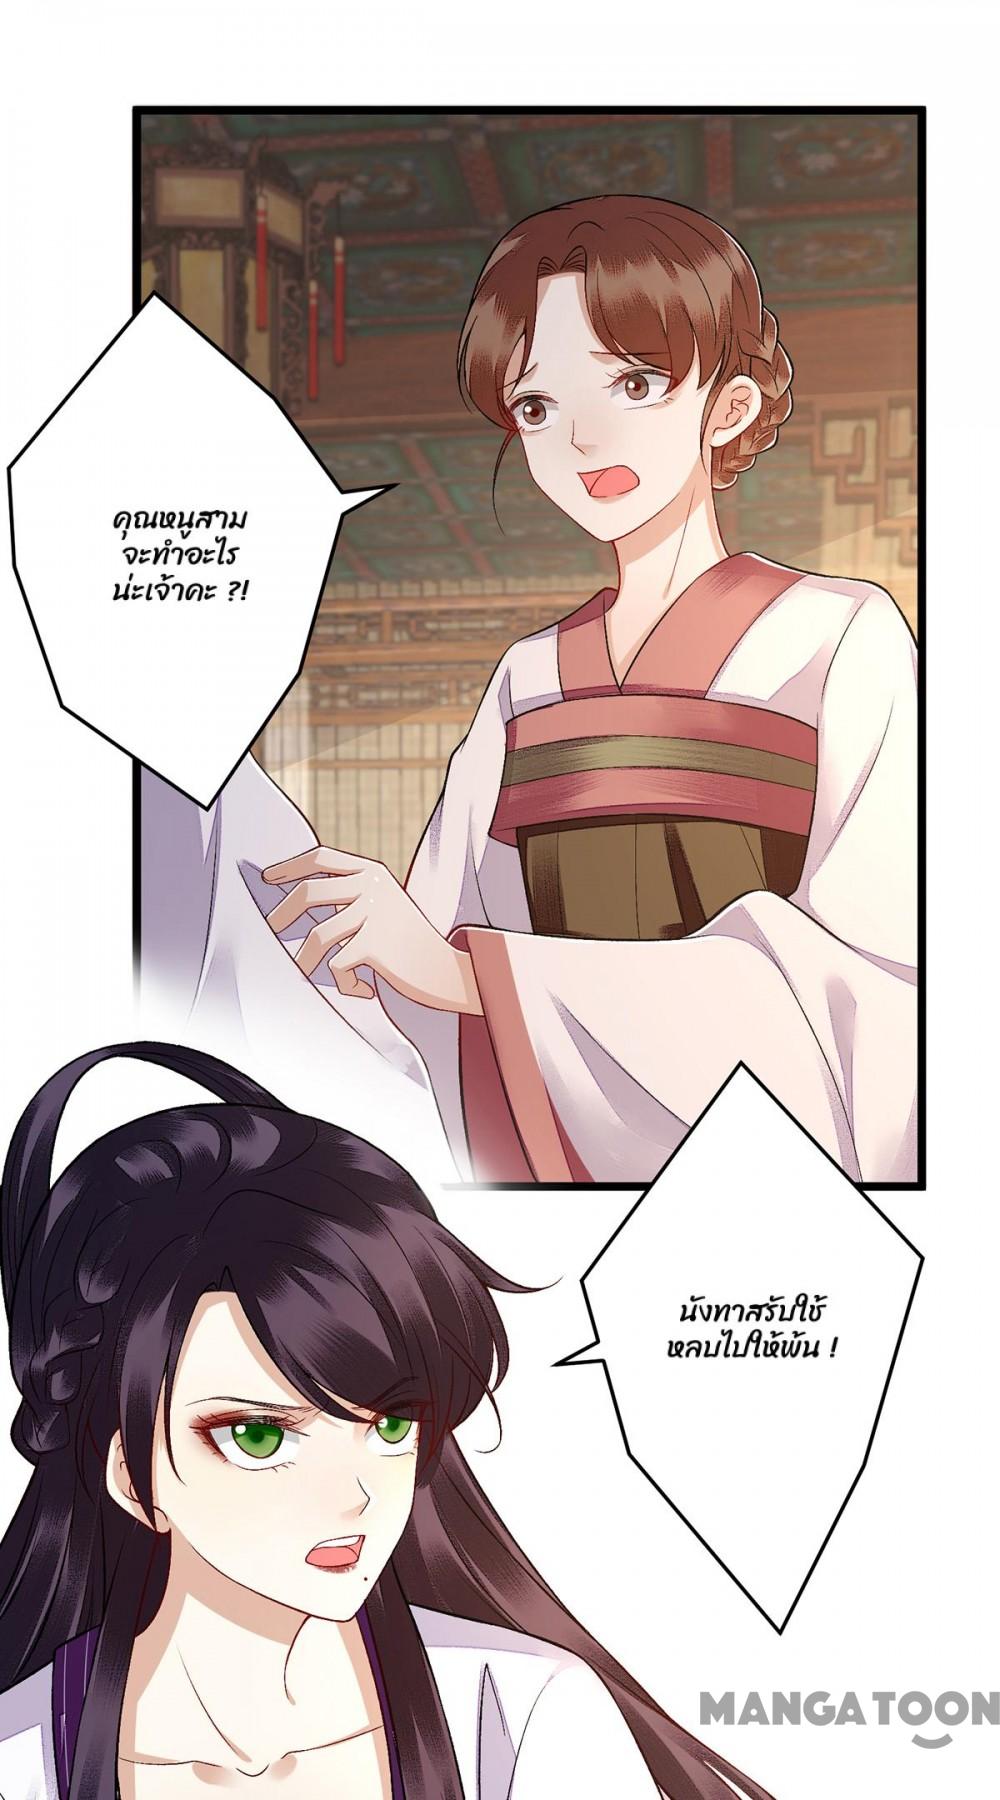 คุณหนูสาม
จะทำอะไร
น่ะเจ้าคะ ?!
นังทาสรับใช้
หลบไปให้พ้น !
MANGATOON